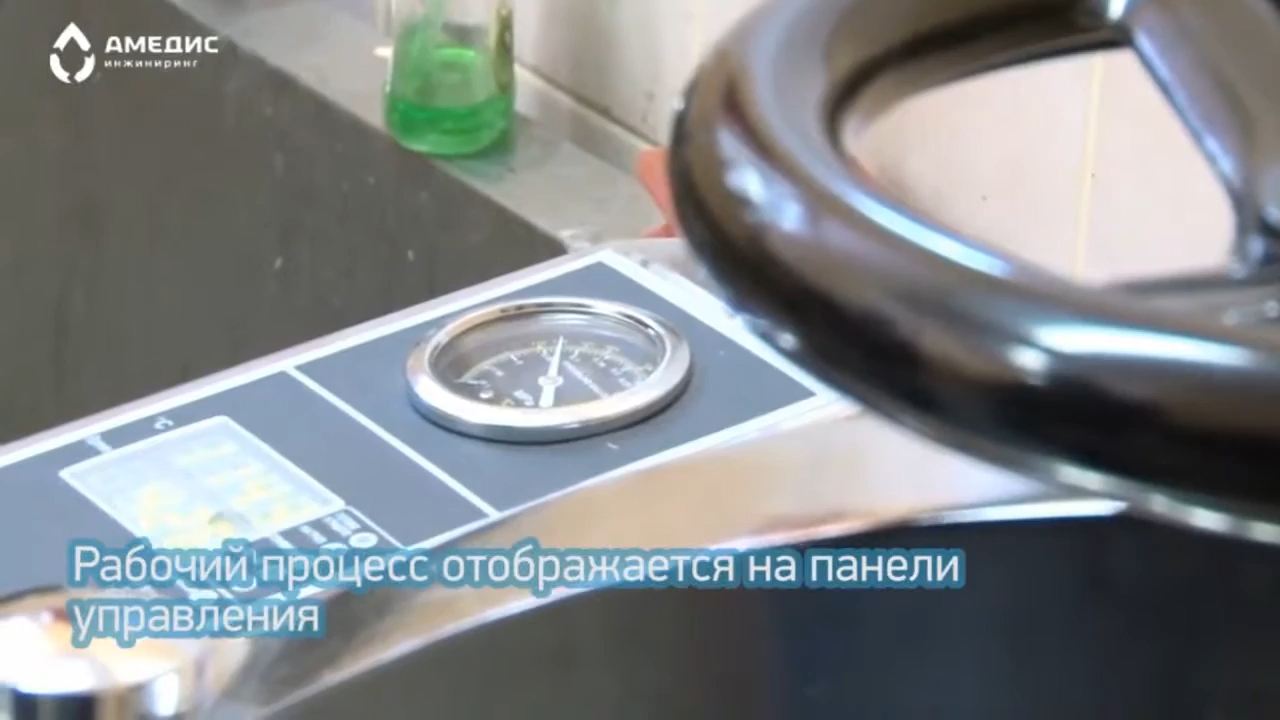 АМЕДИС
инжиниринг
°C
Рабочий процесс отображается на панели
управления